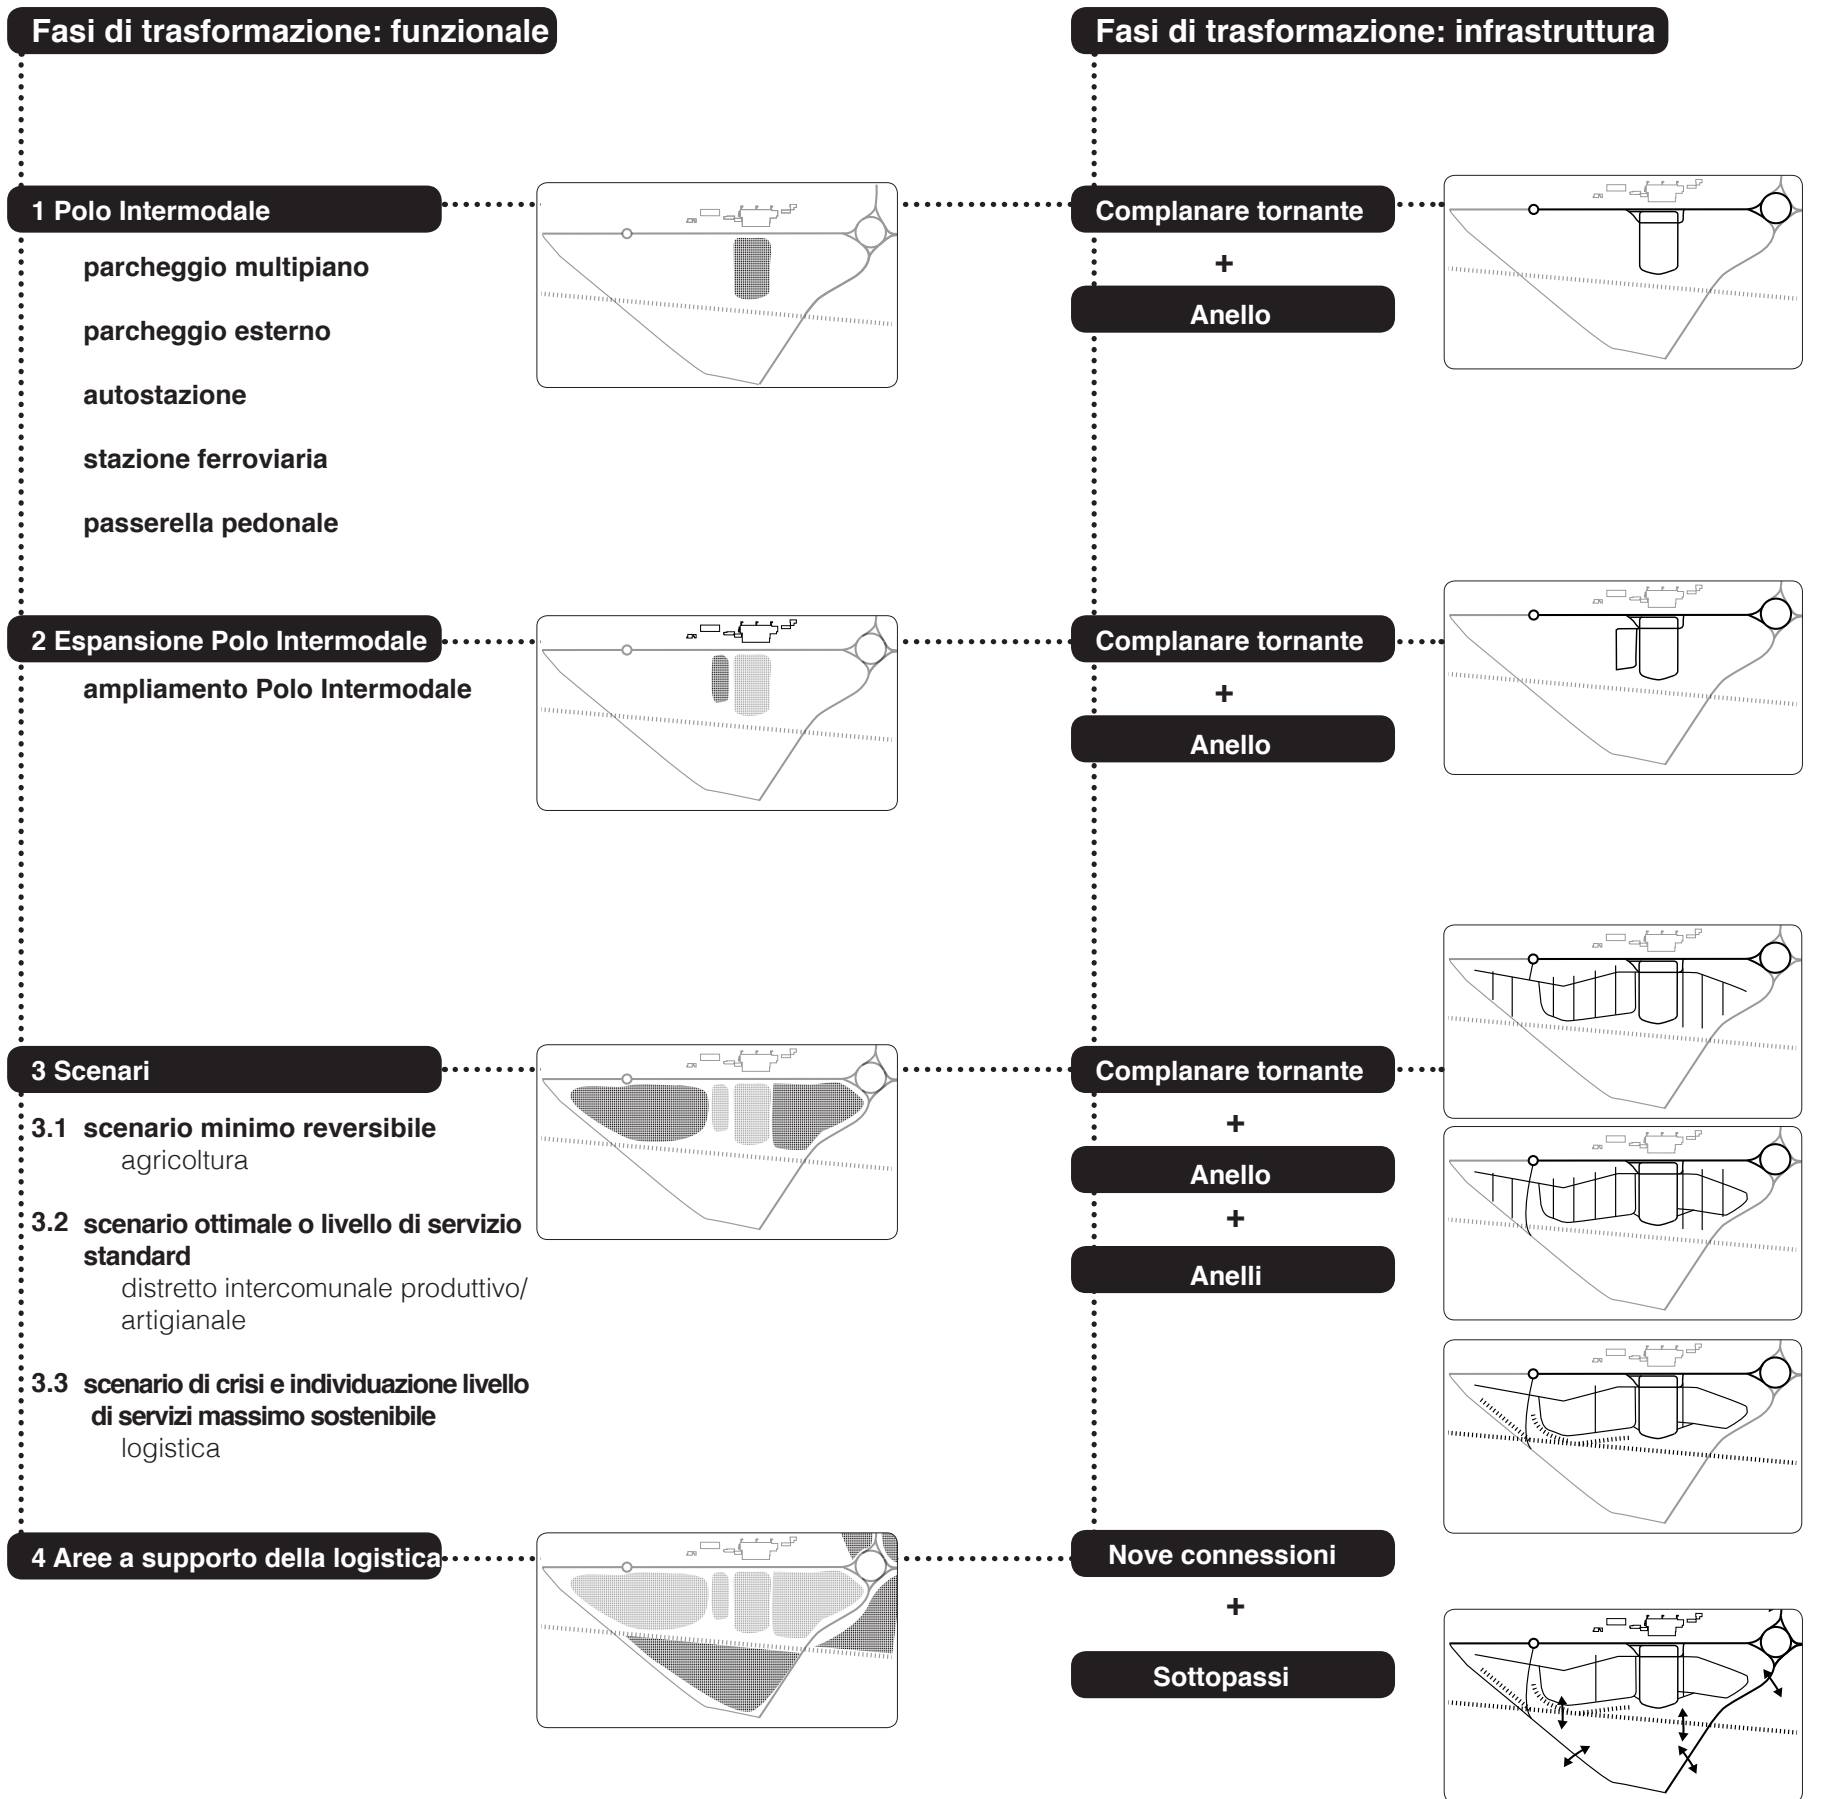 Fasi di trasformazione: funzionale
Fasi di trasformazione: infrastruttura
1 Polo Intermodale
parcheggio multipiano
parcheggio esterno
autostazione
stazione ferroviaria
passerella pedonale
Complanare tornante
+
Anello
2 Espansione Polo Intermodale
ampliamento Polo Intermodale
Complanare tornante
+
Anello
3 Scenari
3.1 scenario minimo reversibile
agricoltura
3.2 scenario ottimale o livello di servizio
standard
distretto intercomunale produttivo/
artigianale
3.3 scenario di crisi e individuazione livello
di servizi massimo sostenibile
logistica
Complanare tornante
+
Anello
+
Anelli
4 Aree a supporto della logistica
Nove connessioni
+
Sottopassi